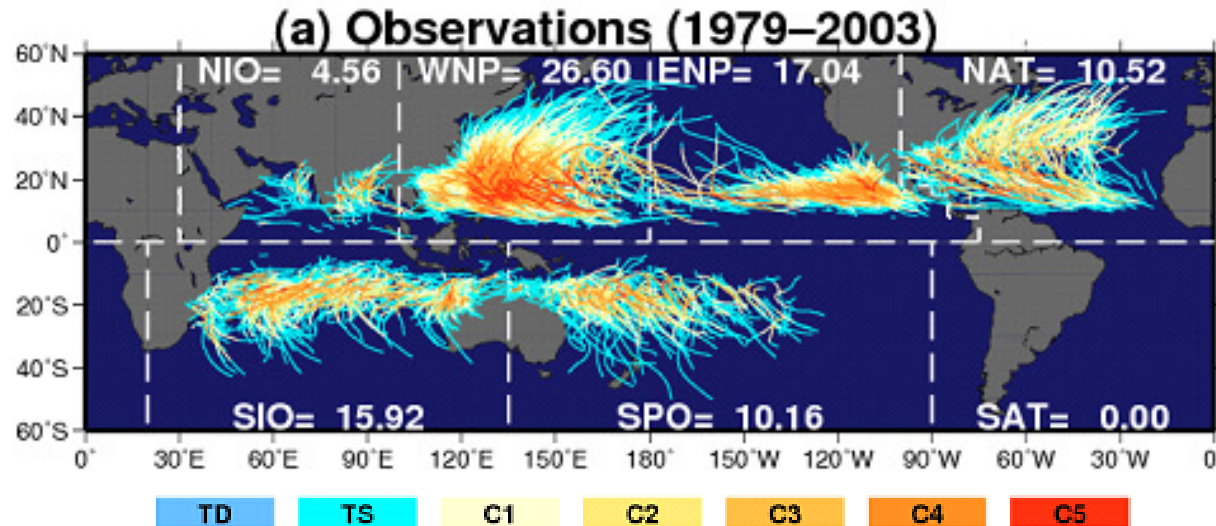 (a) Observations (1979–2003)
60˚N
NIO= 4.56 WNP= 26.60 ENP= 17.04 NAT= 10.52
40˚N
20˚N
0˚
20˚S
40˚S
SIO= 15.92 SPO= 10.16 SAT= 0.00
60˚S
0˚ 30˚E 60˚E 90˚E 120˚E 150˚E 180˚ 150˚W 120˚W 90˚W 60˚W 30˚W 0
TD TS C1 C2 C3 C4 C5